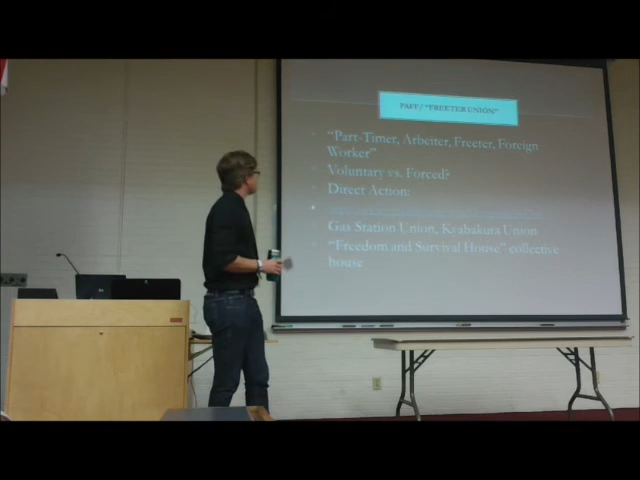 PAFF/ "FREETER UNION"
"Part-Timer, Arbeiter, Freeter, Foreign
Worker"
Voluntary vs. Forced?
Direct Action:
Gas Station Union, Kyabakura Union
"Freedom and Survival House" collective
house